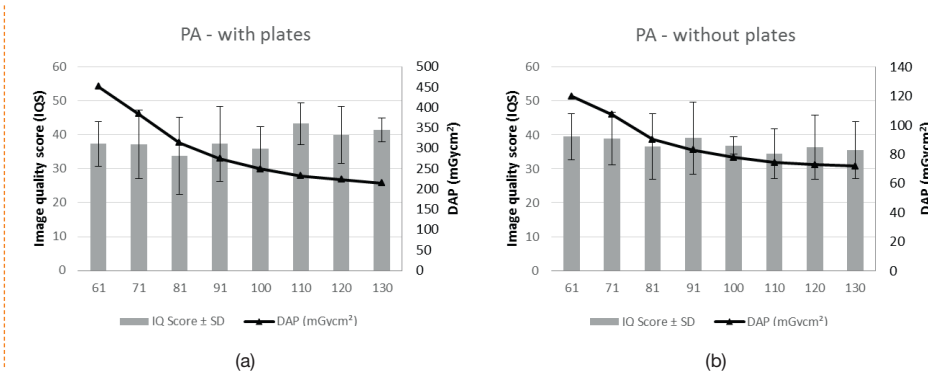 PA - with plates
Image quality score (IQS)
60
50
40
30
20
10
0
500
450
400
350
300
250
200
150
100
50
0
DAP (mGycm²)
61 71 81 91 100 110 120 130
IQ Score ± SD DAP (mGycm²)
(a)
PA - without plates
Image quality score (IQS)
60
50
40
30
20
10
0
140
120
100
80
60
40
20
0
DAP (mGycm²)
61 71 81 91 100 110 120 130
IQ Score ± SD DAP (mGycm²)
(b)